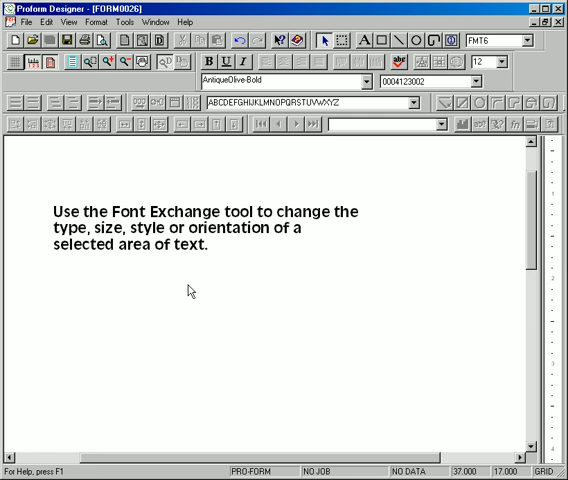 Proform Designer - [FORM0026]
File Edit View Format Tools Window Help
FMT6
B I U abc 12
AntiqueOlive-Bold 0004123002
ABCDEFGHIJKLMNOPQRSTUVWXYZ
Use the Font Exchange tool to change the
type, size, style or orientation of a
selected area of text.
For Help, press F1 PRO-FORM NO JOB NO DATA 37.000 17.000 GRID